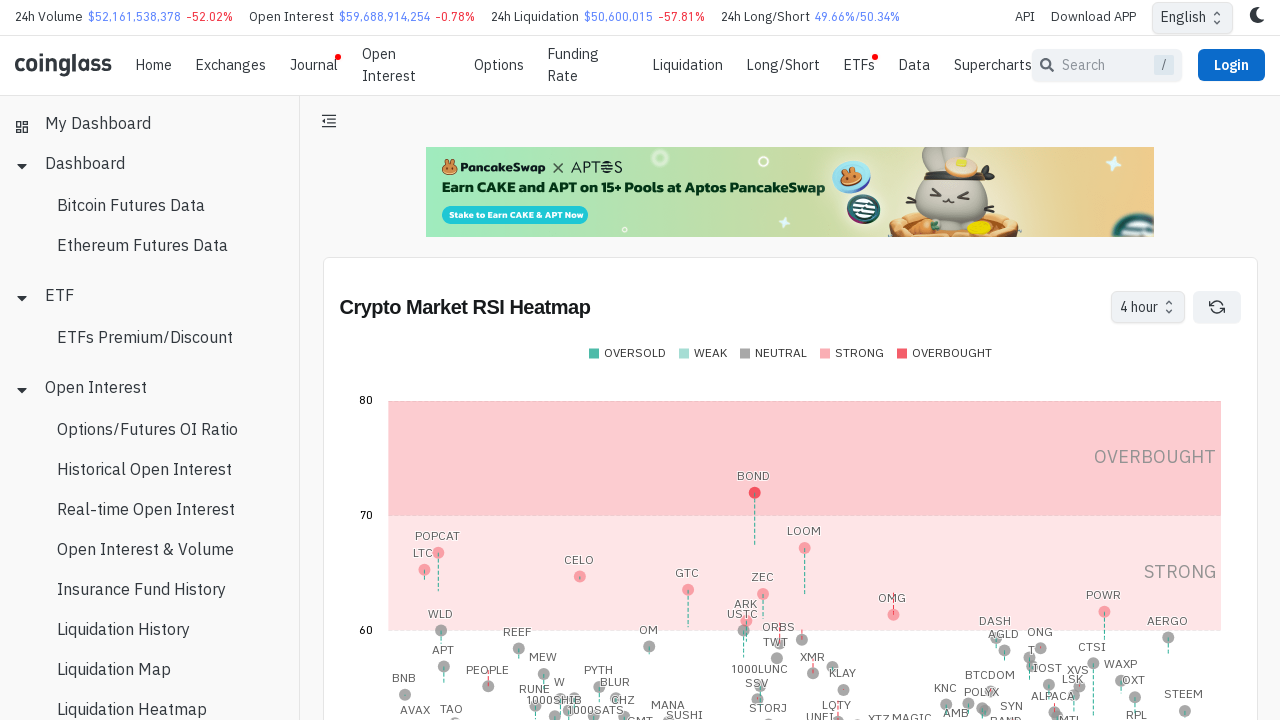 24h Volume $52,161,538,378 -52.02% Open Interest $59,688,914,254 -0.78% 24h Liquidation $50,600,015 -57.81% 24h Long/Short 49.66%/50.34% API Download APP English
coinglass Home Exchanges Journal Open Interest Options Funding Rate Liquidation Long/Short ETFs Data Supercharts Search / Login
My Dashboard
Dashboard
Bitcoin Futures Data
Ethereum Futures Data
ETF
ETFs Premium/Discount
Open Interest
Options/Futures OI Ratio
Historical Open Interest
Real-time Open Interest
Open Interest & Volume
Insurance Fund History
Liquidation History
Liquidation Map
Liquidation Heatmap
PancakeSwap × APTOS
Earn CAKE and APT on 15+ Pools at Aptos PancakeSwap
Stake to Earn CAKE & APT Now
Crypto Market RSI Heatmap
4 hour
OVERSOLD WEAK NEUTRAL STRONG OVERBOUGHT
80
OVERBOUGHT
BOND
70
LOOM
POPCAT
LTC
CELO
STRONG
GTC
ZEC
POWR
OMG
ARK
USTC
WLD
60
OM
REEF
ORBS
DASH
AERGO
AGLD
ONG
TWT
APT
MEW
XMR
CTSI
WAXP
BNB
PEOPLE
PYTH
1000LUNC
KLAY
BTCDOM
IOST
XVS
LSK
OXT
W
BLUR
SSV
RUNE
KNC
POLYX
STEEM
AVAX
TAO
1000SHIB
CHZ
1000SATS
MANA
STORJ
LQTY
ALPACA
SYN
AMB
SUSHI
XTZ
MAGIC
RPL